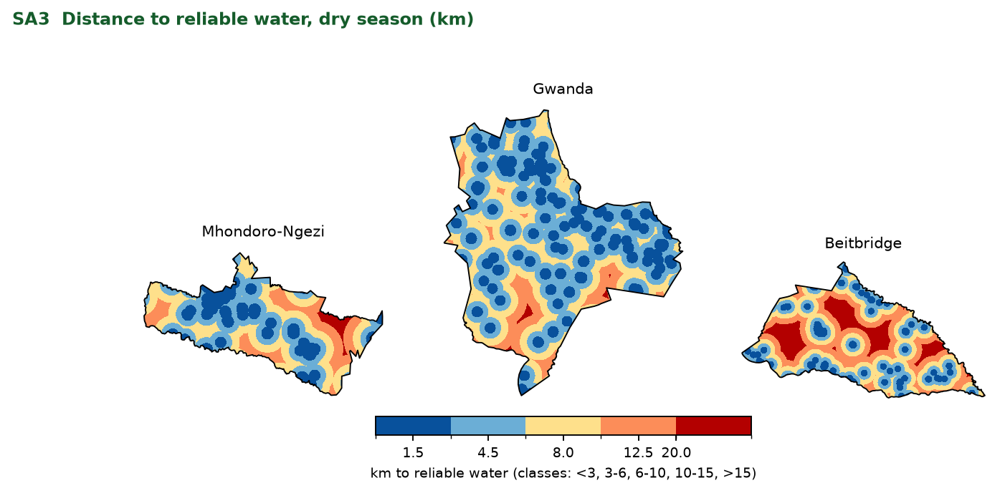 SA3  Distance to reliable water, dry season (km)
Gwanda
Mhondoro-Ngezi
Beitbridge
1.5 4.5 8.0 12.5 20.0
km to reliable water (classes: <3, 3-6, 6-10, 10-15, >15)